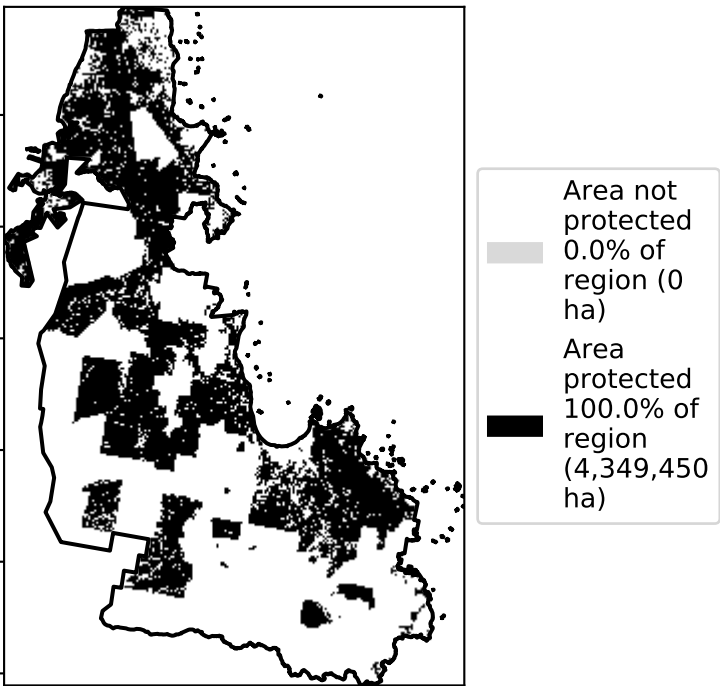 Area not
protected
0.0% of
region (0
ha)
Area
protected
100.0% of
region
(4,349,450
ha)